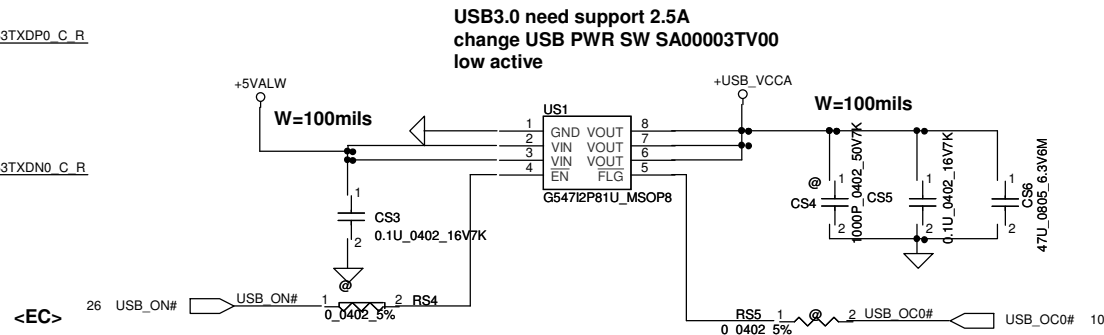 USB3.0 need support 2.5A
change USB PWR SW SA00003TV00
low active
3TXDP0_C_R
+5VALW
W=100mils
+USB_VCCA
W=100mils
US1
1 GND VOUT 8
2 VIN VOUT 7
3 VIN VOUT 6
4 EN FLG 5
G547I2P81U_MSOP8
3TXDN0_C_R
1
CS3
0.1U_0402_16V7K
2
@
1
CS4
2
1000P_0402_50V7K
1
CS5
2
0.1U_0402_16V7K
1
CS6
2
47U_0805_6.3V6M
<EC>
26 USB_ON#
USB_ON#
@
1 2 RS4
0_0402_5%
RS5 1 @ 2
0_0402_5%
USB_OC0#
USB_OC0# 10